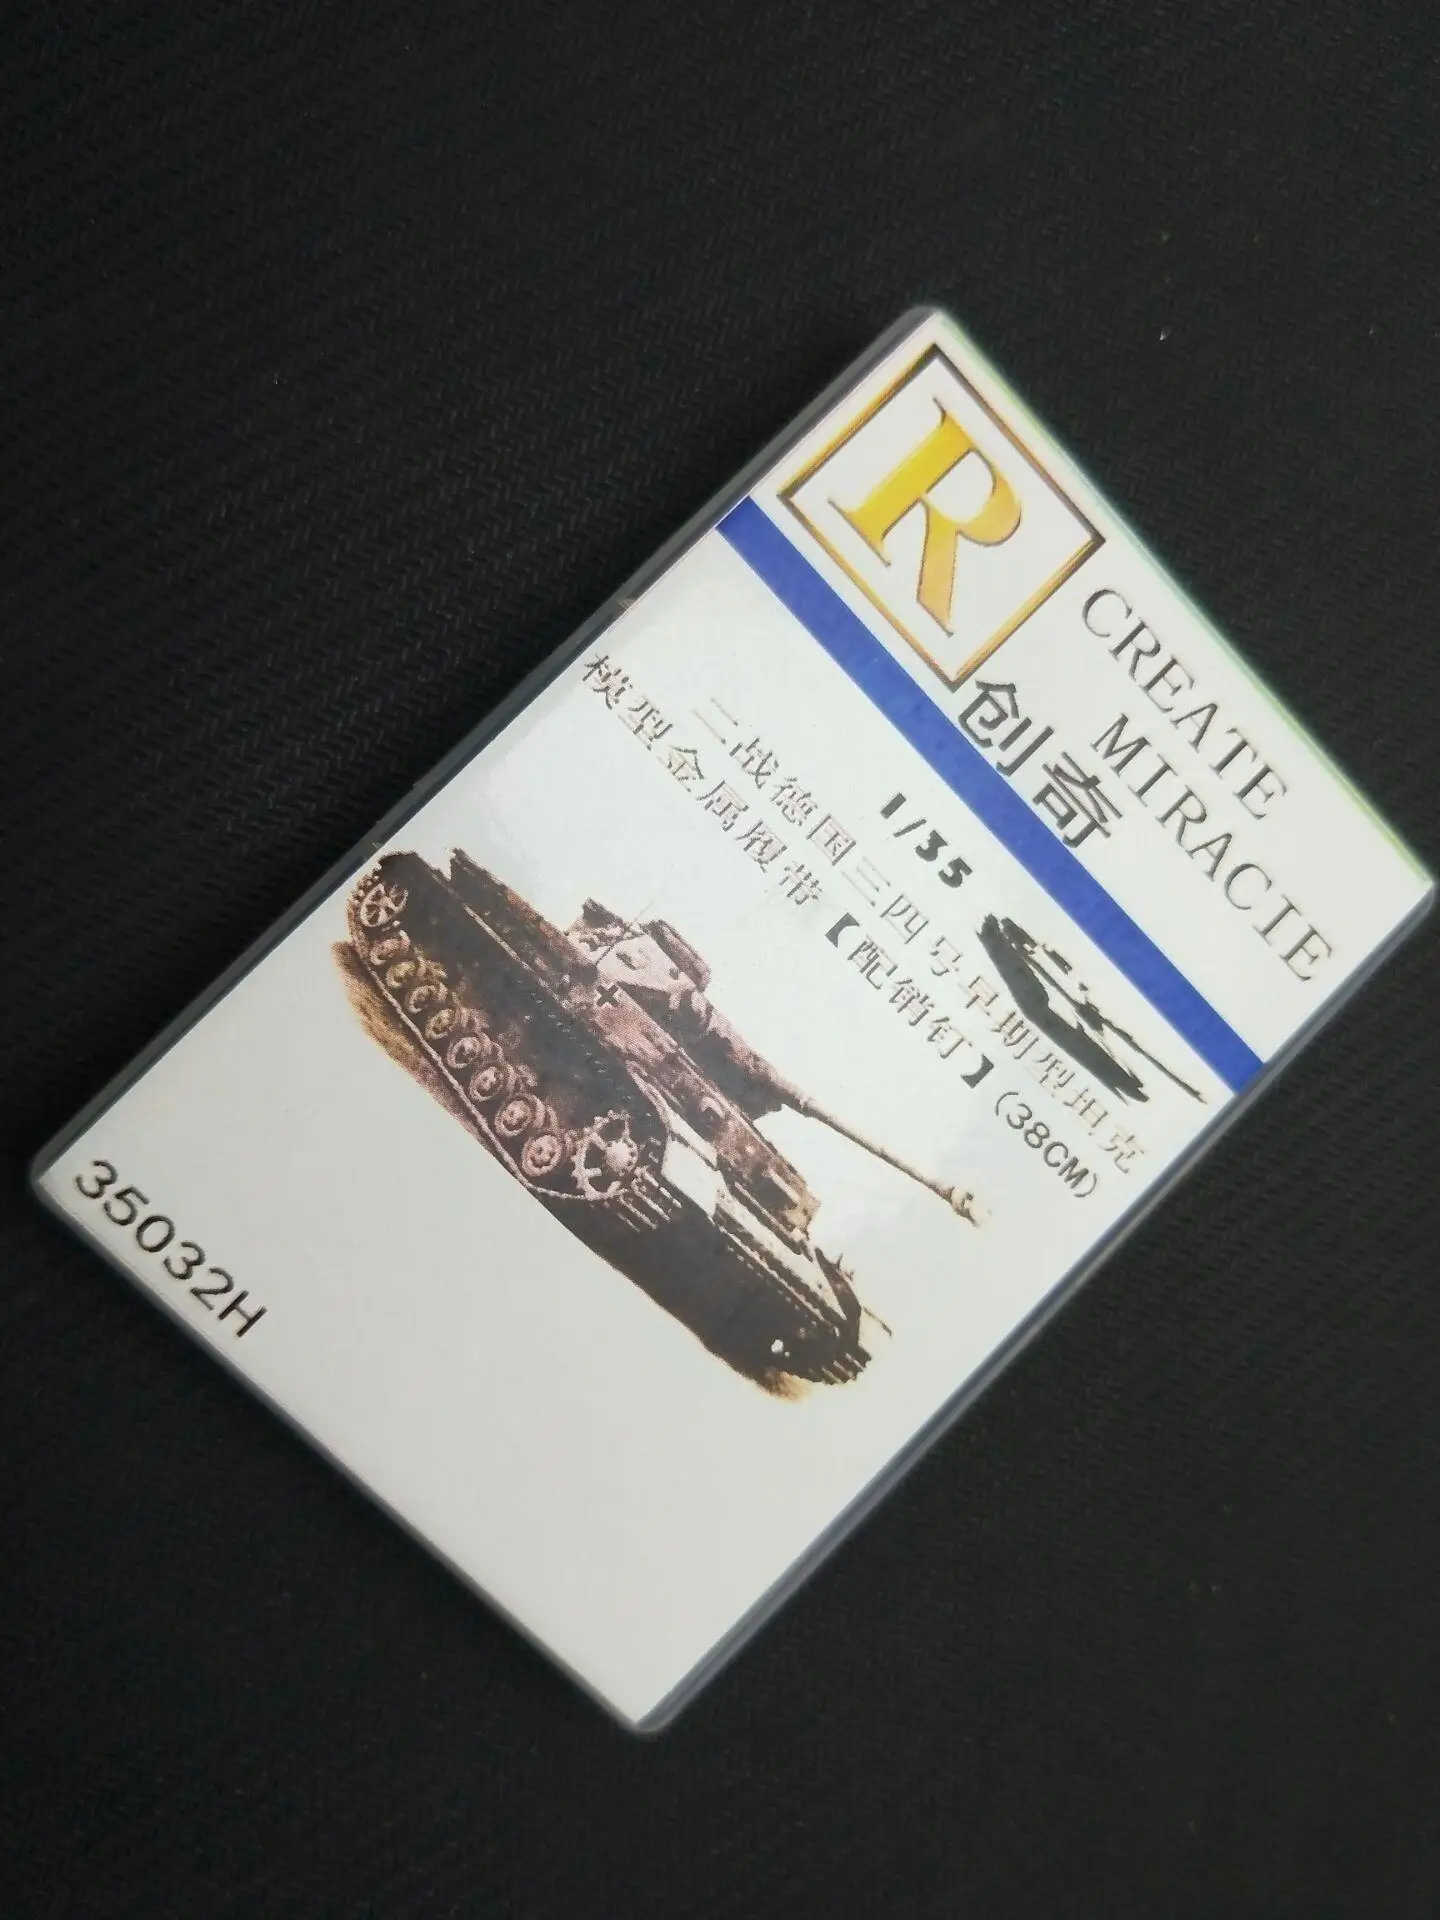 R
CREATE
MIRACIE
创奇
1/35
二战德国三四号早期型坦克
模型金属履带【配销钉】(38CM)
35032H